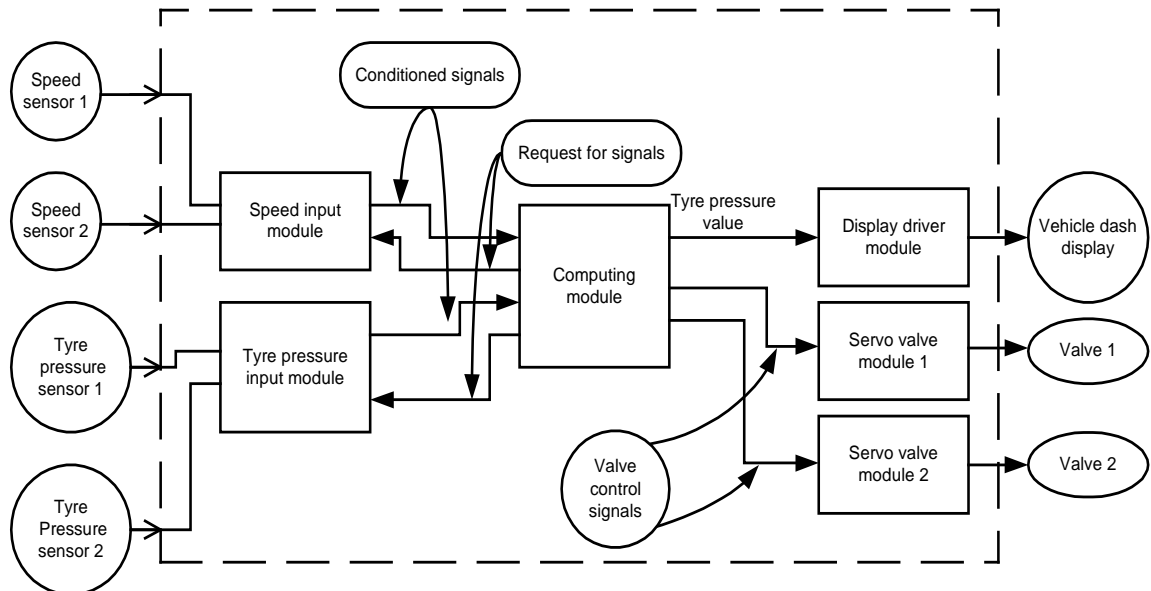 Speed
sensor 1
Conditioned signals
Request for signals
Speed
sensor 2
Speed input
module
Tyre pressure
value
Display driver
module
Vehicle dash
display
Computing
module
Tyre
pressure
sensor 1
Tyre pressure
input module
Servo valve
module 1
Valve 1
Valve
control
signals
Servo valve
module 2
Valve 2
Tyre
Pressure
sensor 2